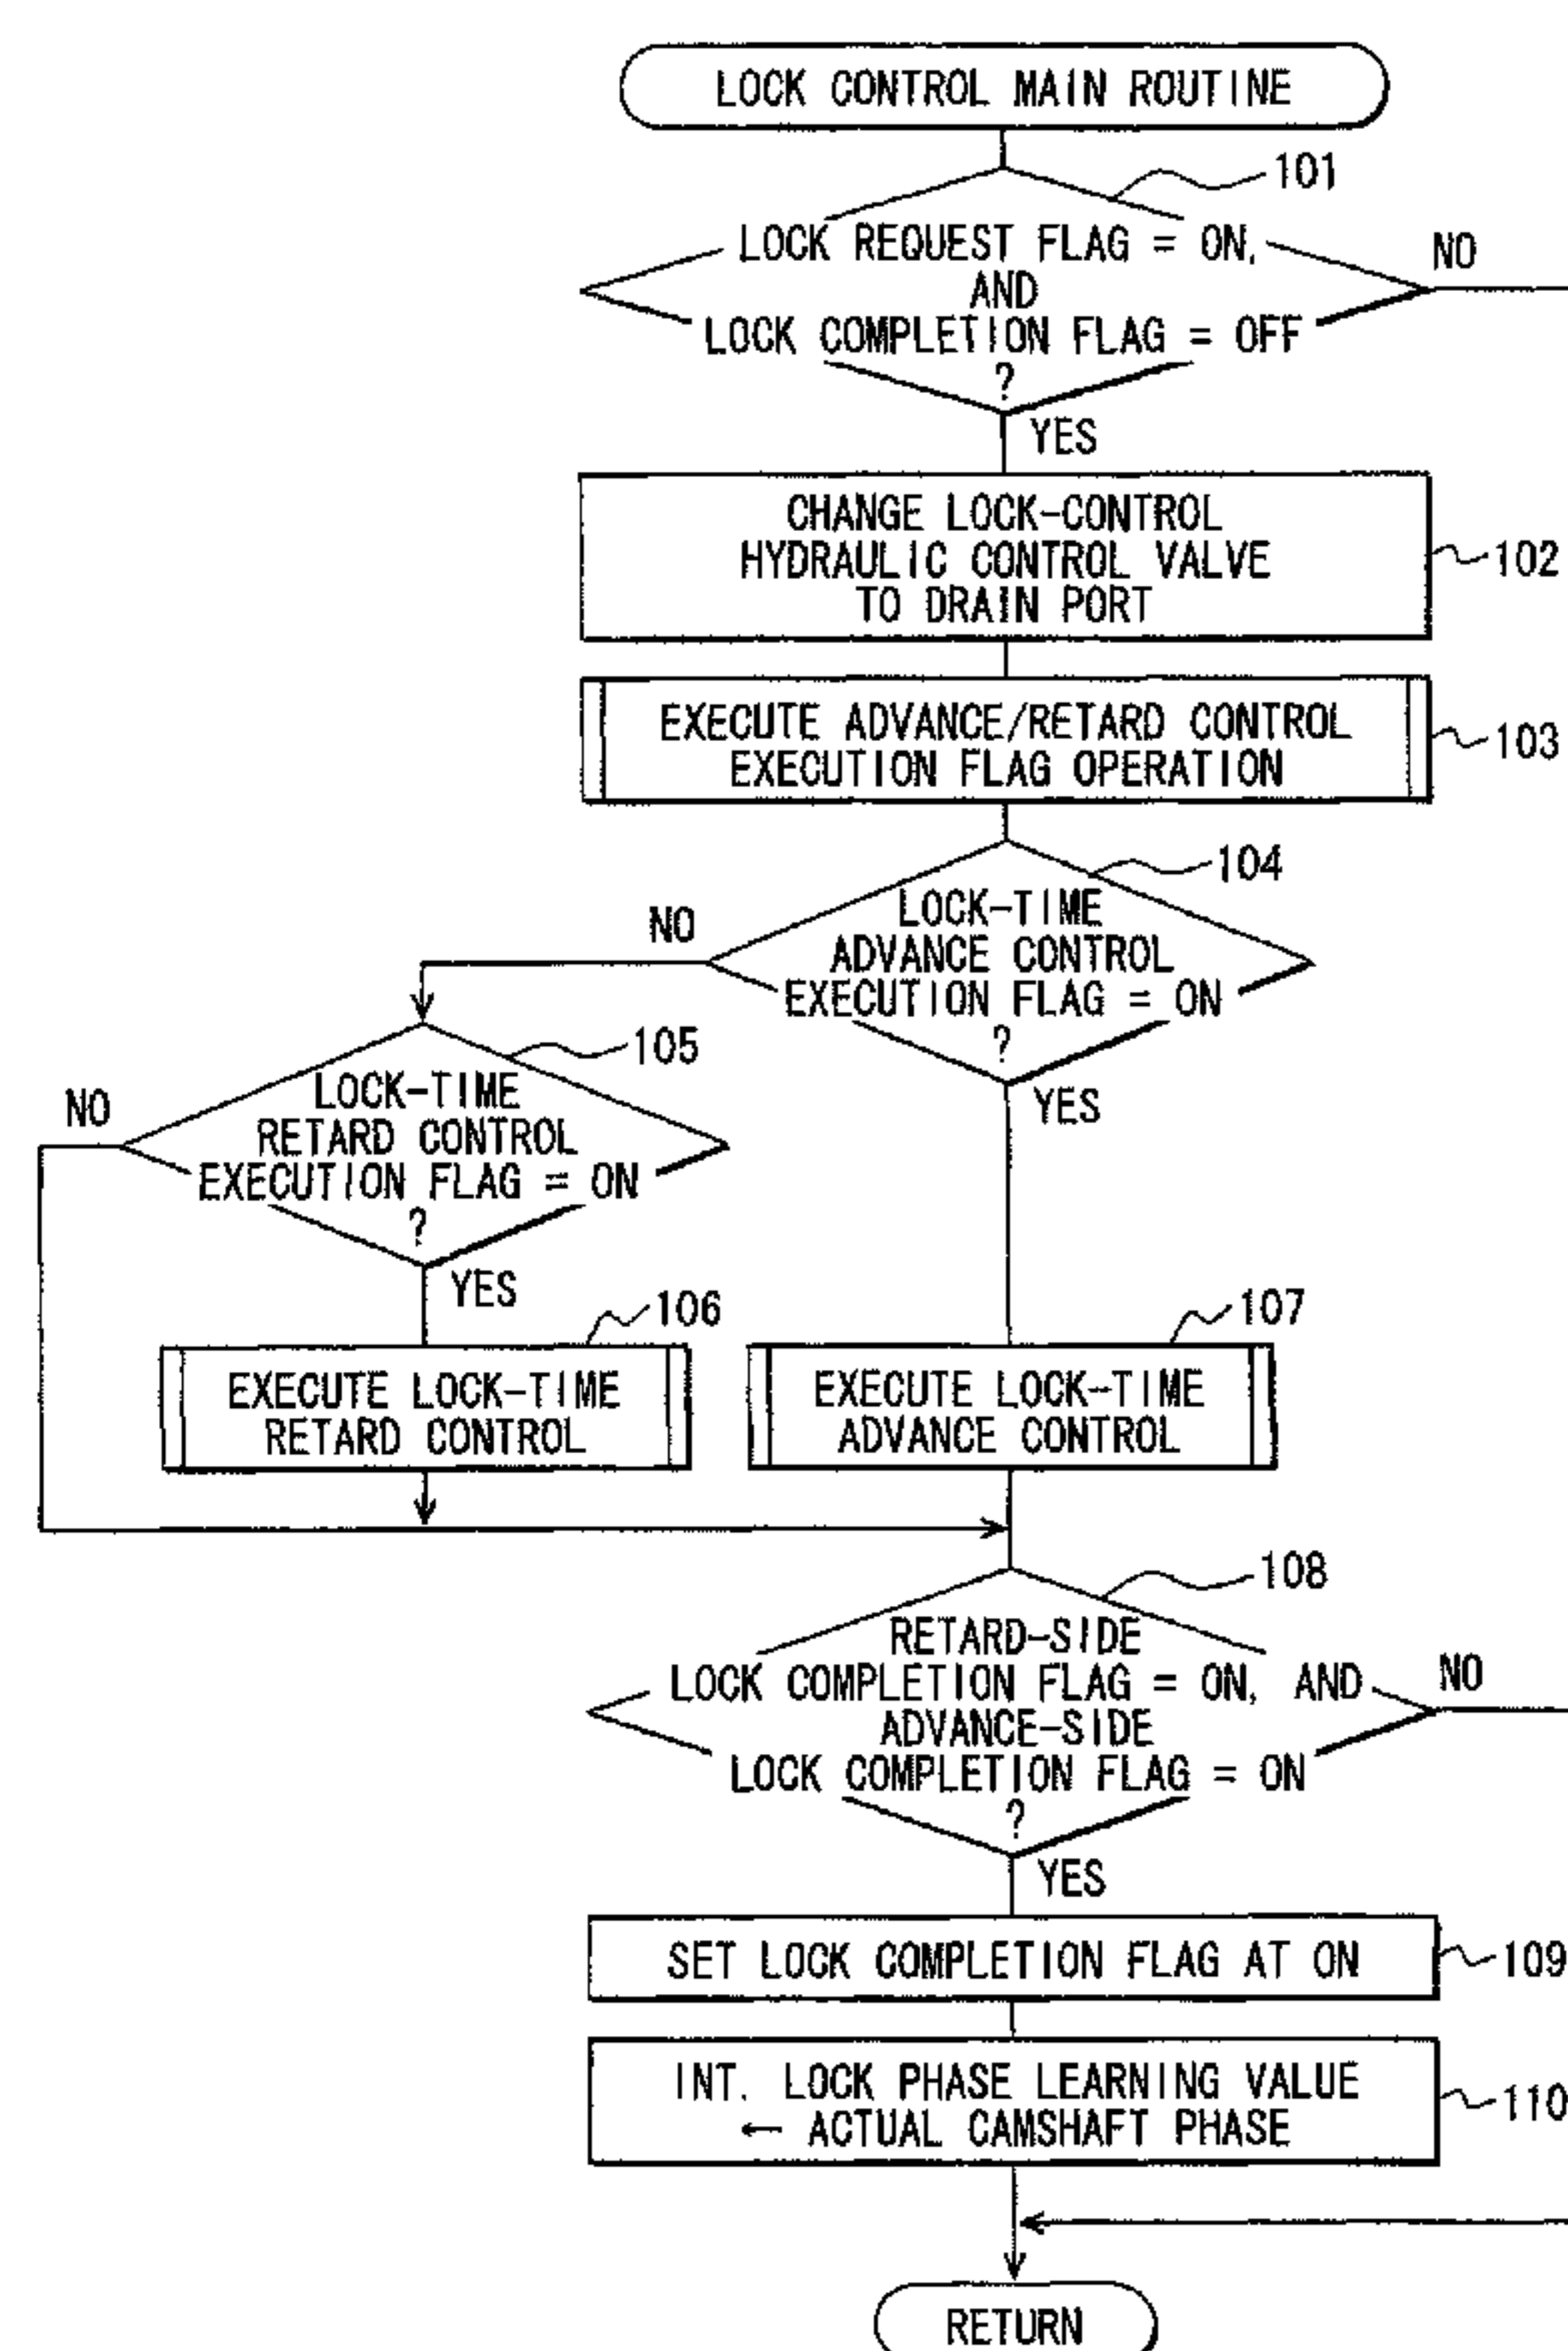 LOCK CONTROL MAIN ROUTINE
101
LOCK REQUEST FLAG = ON,
AND
LOCK COMPLETION FLAG = OFF
?
NO
YES
CHANGE LOCK-CONTROL
HYDRAULIC CONTROL VALVE
TO DRAIN PORT
102
EXECUTE ADVANCE/RETARD CONTROL
EXECUTION FLAG OPERATION
103
104
LOCK-TIME
ADVANCE CONTROL
EXECUTION FLAG = ON
?
NO
YES
105
LOCK-TIME
RETARD CONTROL
EXECUTION FLAG = ON
?
NO
YES
106
EXECUTE LOCK-TIME
RETARD CONTROL
107
EXECUTE LOCK-TIME
ADVANCE CONTROL
108
RETARD-SIDE
LOCK COMPLETION FLAG = ON, AND
ADVANCE-SIDE
LOCK COMPLETION FLAG = ON
?
NO
YES
SET LOCK COMPLETION FLAG AT ON
109
INT. LOCK PHASE LEARNING VALUE
← ACTUAL CAMSHAFT PHASE
110
RETURN